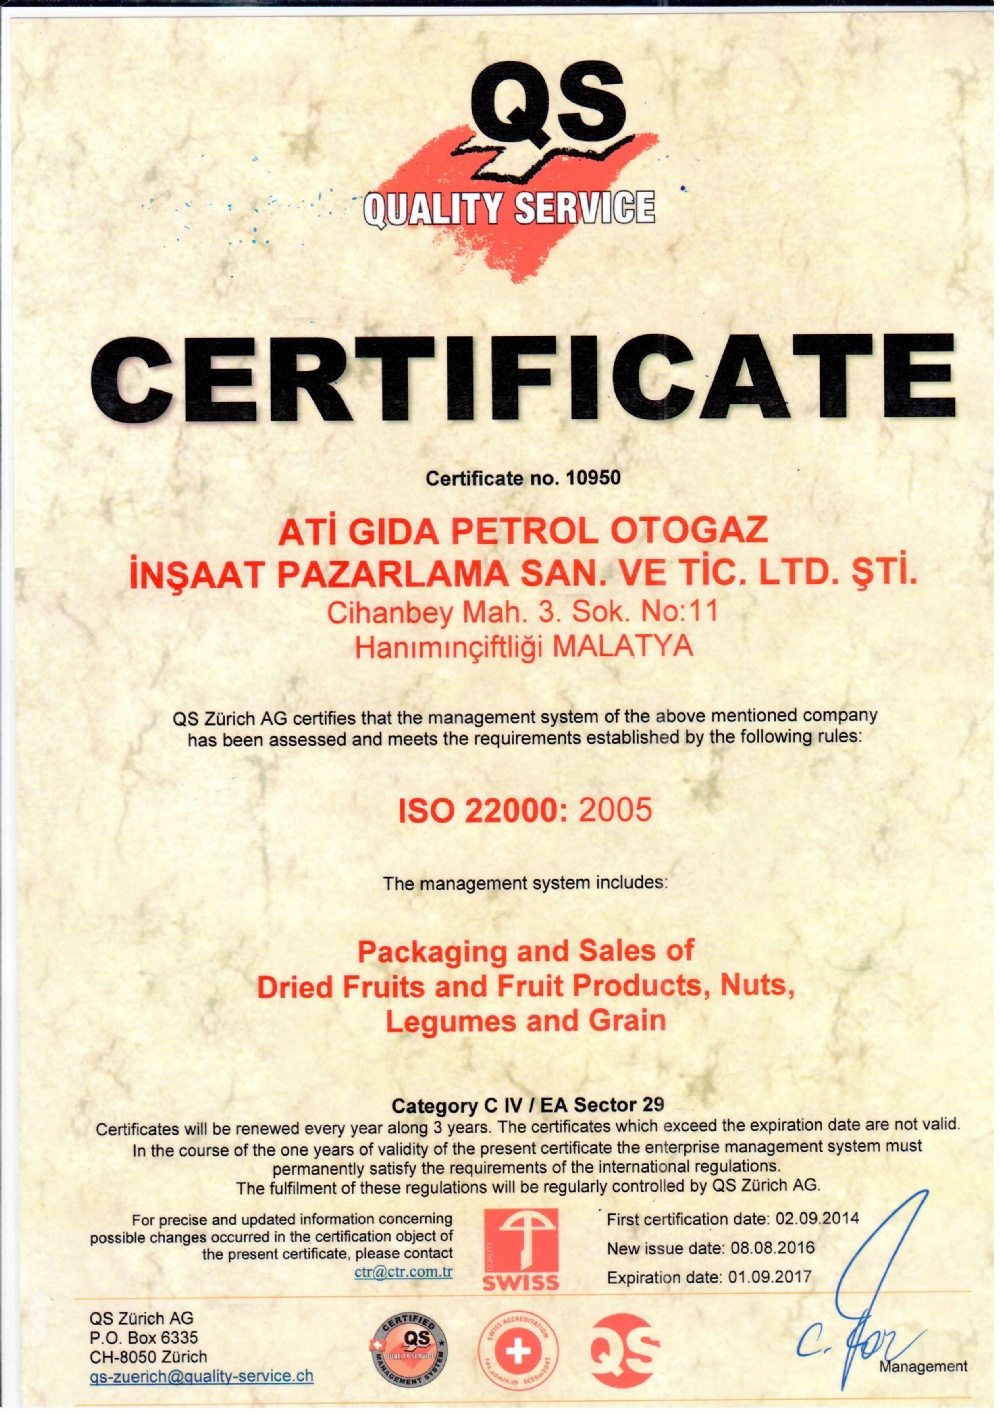 QS
QUALITY SERVICE
CERTIFICATE
Certificate no. 10950
ATİ GIDA PETROL OTOGAZ
İNŞAAT PAZARLAMA SAN. VE TİC. LTD. ŞTİ.
Cihanbey Mah. 3. Sok. No:11
Hanımınçiftliği MALATYA
QS Zürich AG certifies that the management system of the above mentioned company
has been assessed and meets the requirements established by the following rules:
ISO 22000: 2005
The management system includes:
Packaging and Sales of
Dried Fruits and Fruit Products, Nuts,
Legumes and Grain
Category C IV / EA Sector 29
Certificates will be renewed every year along 3 years. The certificates which exceed the expiration date are not valid.
In the course of the one years of validity of the present certificate the enterprise management system must
permanently satisfy the requirements of the international regulations.
The fulfilment of these regulations will be regularly controlled by QS Zürich AG.
For precise and updated information concerning
possible changes occurred in the certification object of
the present certificate, please contact
ctr@ctr.com.tr
QUALITY
SWISS
First certification date: 02.09.2014
New issue date: 08.08.2016
Expiration date: 01.09.2017
QS Zürich AG
P.O. Box 6335
CH-8050 Zürich
qs-zuerich@quality-service.ch
CERTIFIED
QS
QUALITY SERVICE
MANAGEMENT SYSTEM
SWISS ACCREDITATION
QS
Management